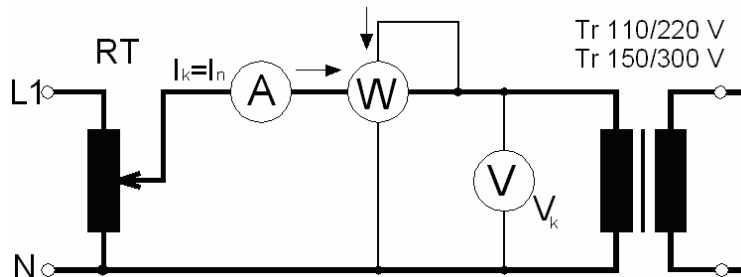 Tr 110/220 V
Tr 150/300 V
RT
Ik=In
L1
A
W
V
Vk
N